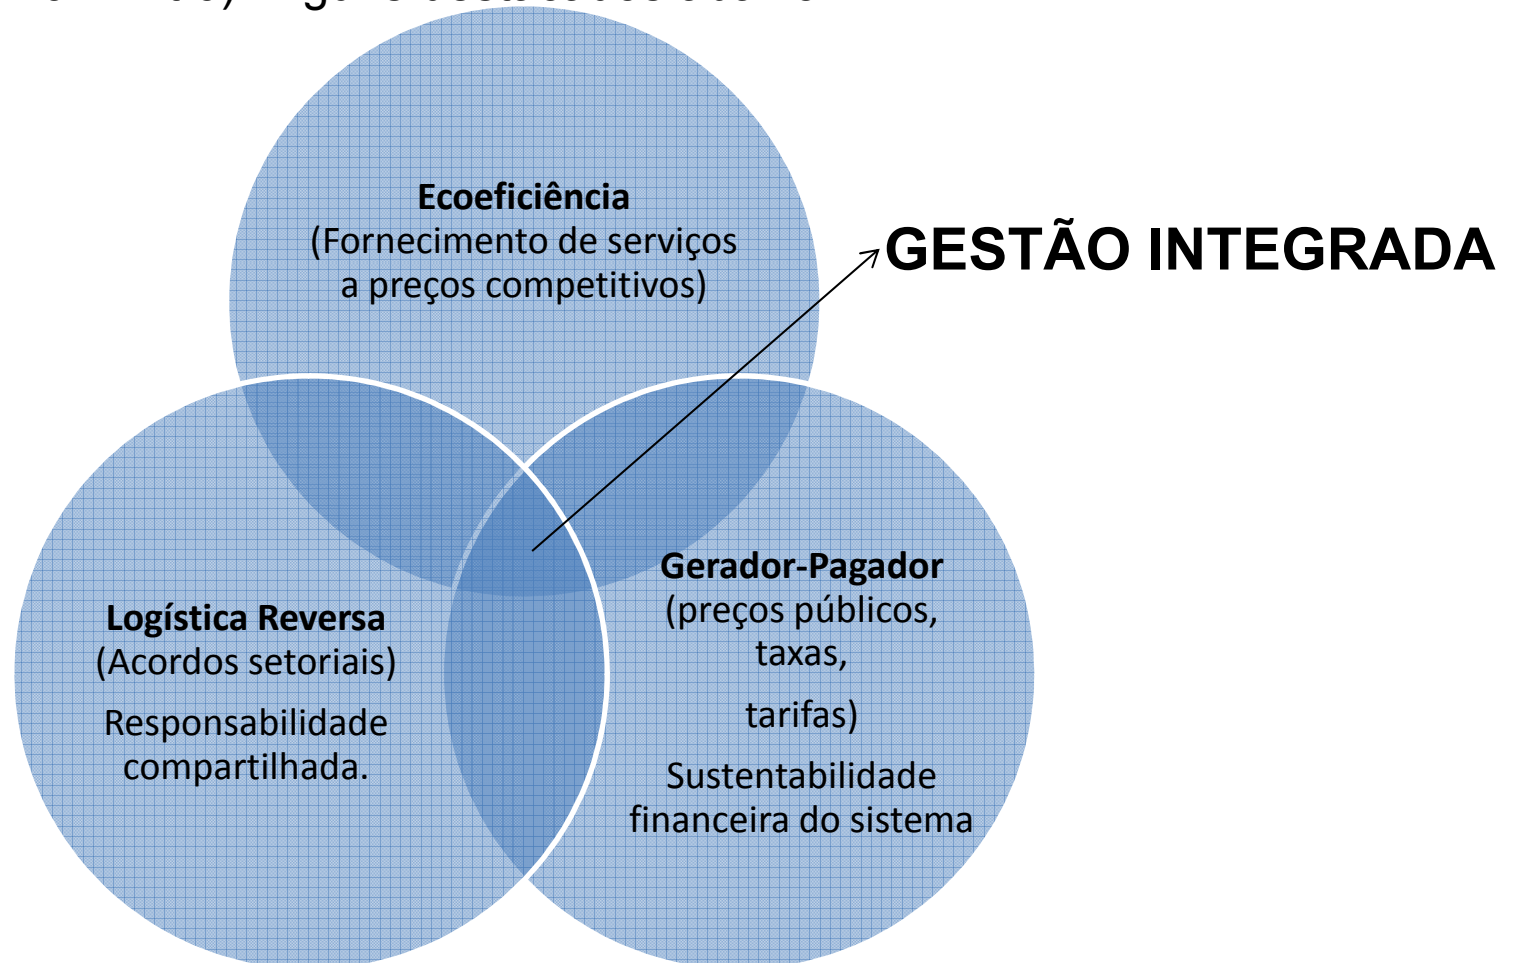 Ecoeficiência
(Fornecimento de serviços
a preços competitivos)
GESTÃO INTEGRADA
Logística Reversa
(Acordos setoriais)
Responsabilidade
compartilhada.
Gerador-Pagador
(preços públicos,
taxas,
tarifas)
Sustentabilidade
financeira do sistema